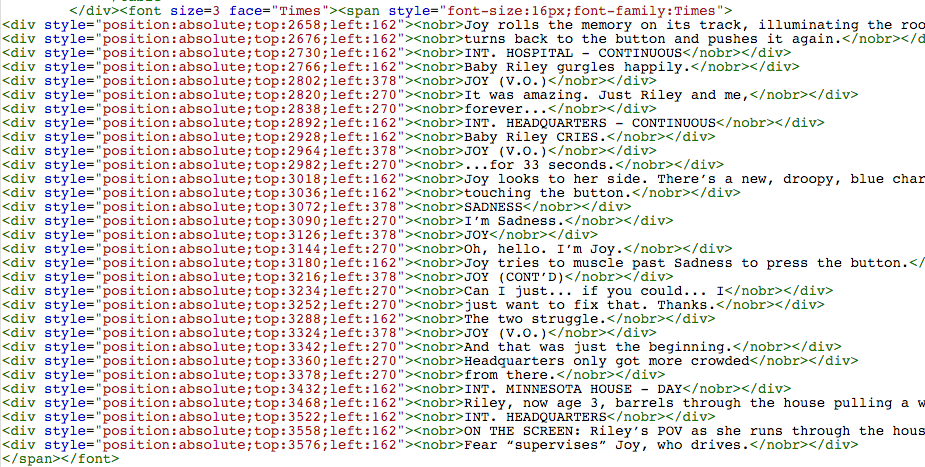 </div><font size=3 face="Times"><span style="font-size:16px;font-family:Times">
<div style="position:absolute;top:2658;left:162"><nobr>Joy rolls the memory on its track, illuminating the
<div style="position:absolute;top:2676;left:162"><nobr>turns back to the button and pushes it again.</nobr></d
<div style="position:absolute;top:2730;left:162"><nobr>INT. HOSPITAL - CONTINUOUS</nobr></div>
<div style="position:absolute;top:2766;left:162"><nobr>Baby Riley gurgles happily.</nobr></div>
<div style="position:absolute;top:2802;left:378"><nobr>JOY (V.O.)</nobr></div>
<div style="position:absolute;top:2820;left:270"><nobr>It was amazing. Just Riley and me,</nobr></div>
<div style="position:absolute;top:2838;left:270"><nobr>forever...</nobr></div>
<div style="position:absolute;top:2892;left:162"><nobr>INT. HEADQUARTERS - CONTINUOUS</nobr></div>
<div style="position:absolute;top:2928;left:162"><nobr>Baby Riley CRIES.</nobr></div>
<div style="position:absolute;top:2964;left:378"><nobr>JOY (V.O.)</nobr></div>
<div style="position:absolute;top:2982;left:270"><nobr>...for 33 seconds.</nobr></div>
<div style="position:absolute;top:3018;left:162"><nobr>Joy looks to her side. There’s a new, droopy, blue char
<div style="position:absolute;top:3036;left:162"><nobr>touching the button.</nobr></div>
<div style="position:absolute;top:3072;left:378"><nobr>SADNESS</nobr></div>
<div style="position:absolute;top:3090;left:270"><nobr>I’m Sadness.</nobr></div>
<div style="position:absolute;top:3126;left:378"><nobr>JOY</nobr></div>
<div style="position:absolute;top:3144;left:270"><nobr>Oh, hello. I’m Joy.</nobr></div>
<div style="position:absolute;top:3180;left:162"><nobr>Joy tries to muscle past Sadness to press the button.</
<div style="position:absolute;top:3216;left:378"><nobr>JOY (CONT’D)</nobr></div>
<div style="position:absolute;top:3234;left:270"><nobr>Can I just... if you could... I</nobr></div>
<div style="position:absolute;top:3252;left:270"><nobr>just want to fix that. Thanks.</nobr></div>
<div style="position:absolute;top:3288;left:162"><nobr>The two struggle.</nobr></div>
<div style="position:absolute;top:3324;left:378"><nobr>JOY (V.O.)</nobr></div>
<div style="position:absolute;top:3342;left:270"><nobr>And that was just the beginning.</nobr></div>
<div style="position:absolute;top:3360;left:270"><nobr>Headquarters only got more crowded</nobr></div>
<div style="position:absolute;top:3378;left:270"><nobr>from there.</nobr></div>
<div style="position:absolute;top:3432;left:162"><nobr>INT. MINNESOTA HOUSE - DAY</nobr></div>
<div style="position:absolute;top:3468;left:162"><nobr>Riley, now age 3, barrels through the house pulling a w
<div style="position:absolute;top:3522;left:162"><nobr>INT. HEADQUARTERS</nobr></div>
<div style="position:absolute;top:3558;left:162"><nobr>ON THE SCREEN: Riley’s POV as she runs through the hous
<div style="position:absolute;top:3576;left:162"><nobr>Fear “supervises” Joy, who drives.</nobr></div>
</span></font>